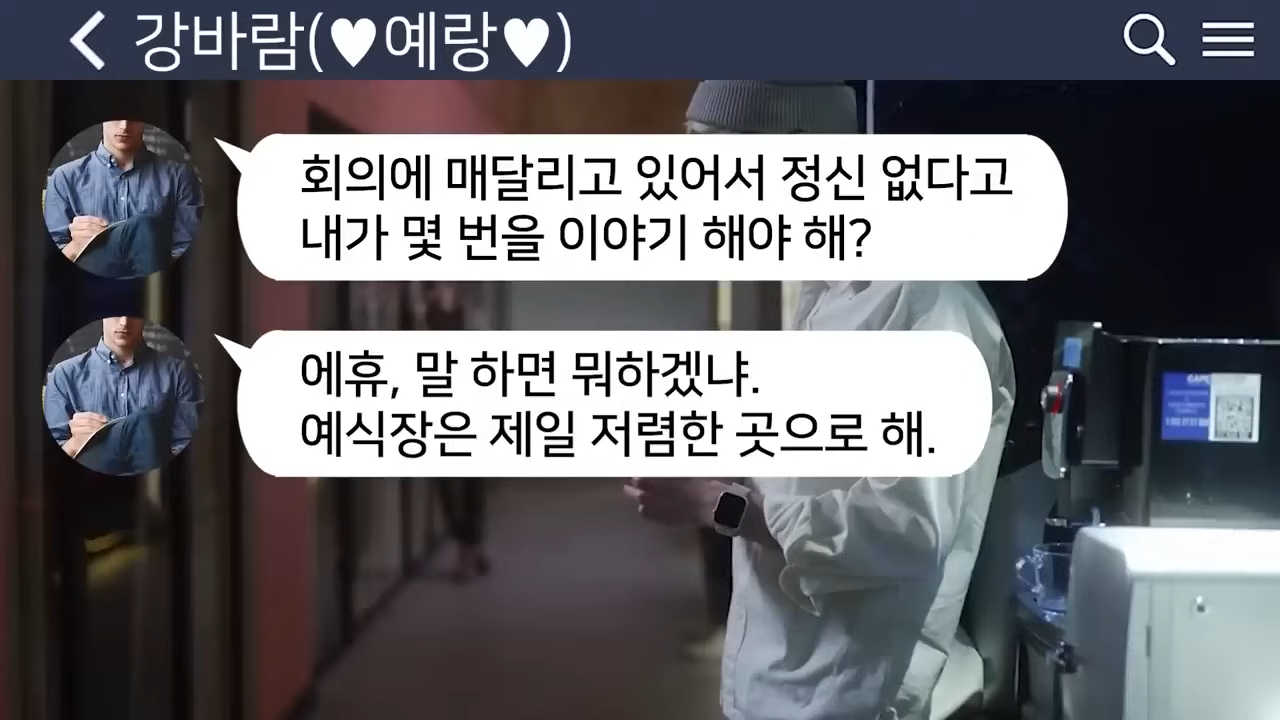 강바람(♥예랑♥)
회의에 매달리고 있어서 정신 없다고
내가 몇 번을 이야기 해야 해?
에휴, 말 하면 뭐하겠냐.
예식장은 제일 저렴한 곳으로 해.